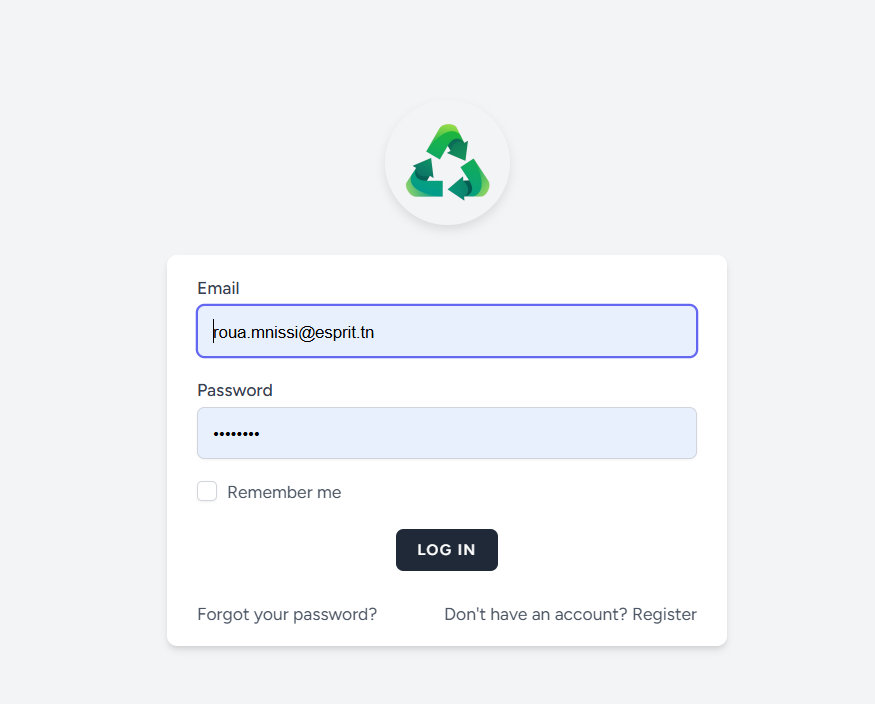 Email
roua.mnissi@esprit.tn
Password
••••••••
Remember me
LOG IN
Forgot your password? Don't have an account? Register